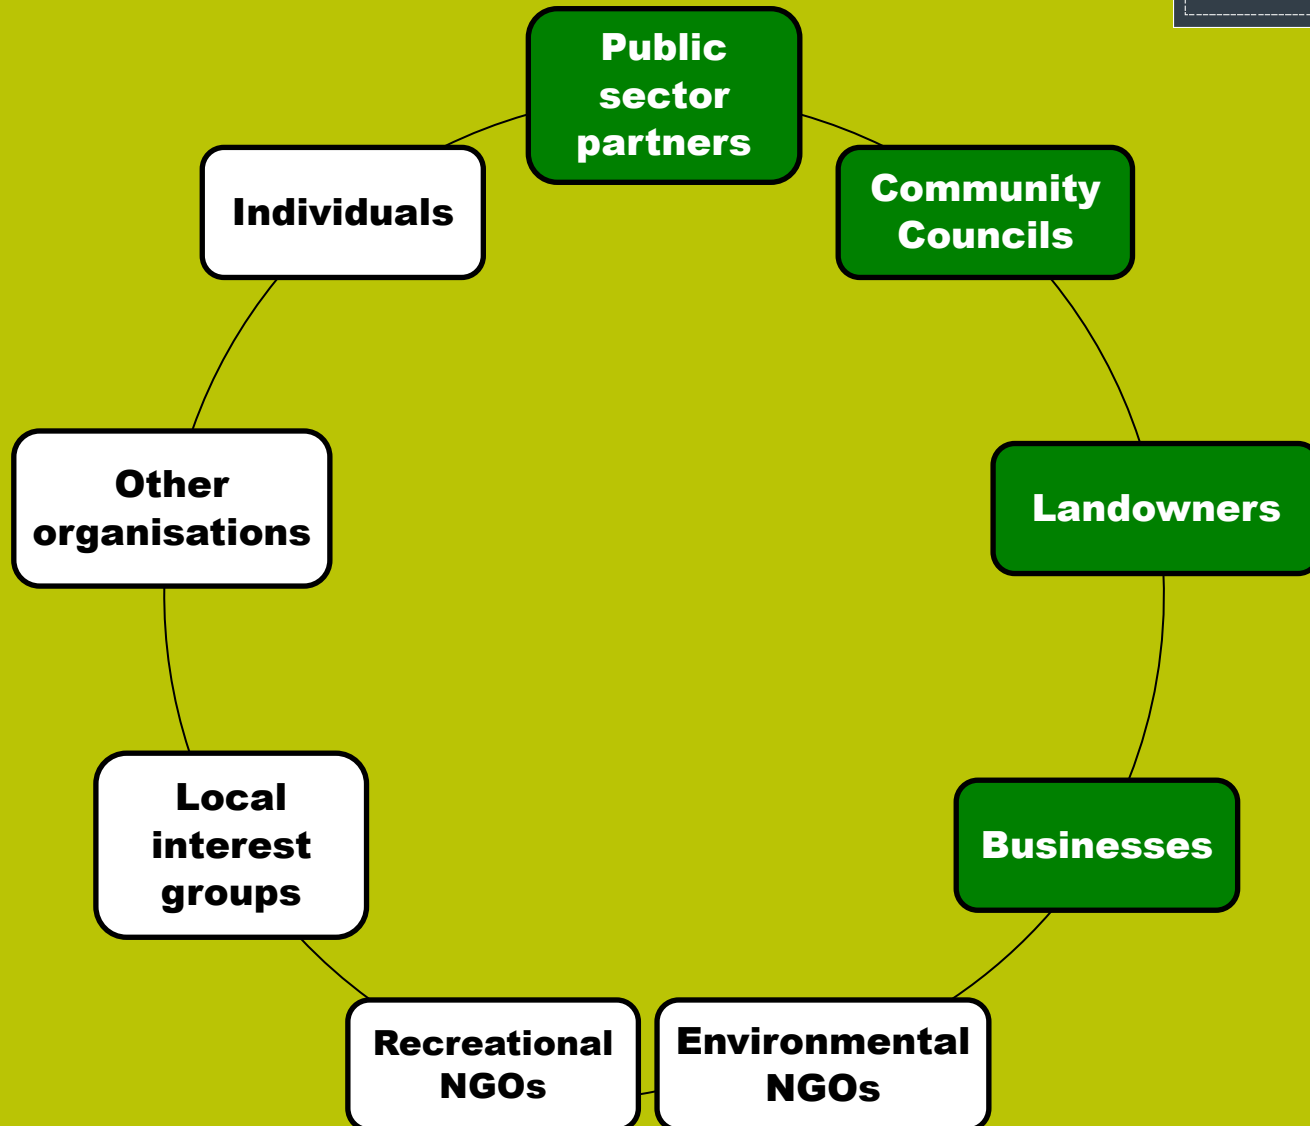 Public
sector
partners
Community
Councils
Landowners
Businesses
Environmental
NGOs
Recreational
NGOs
Local
interest
groups
Other
organisations
Individuals